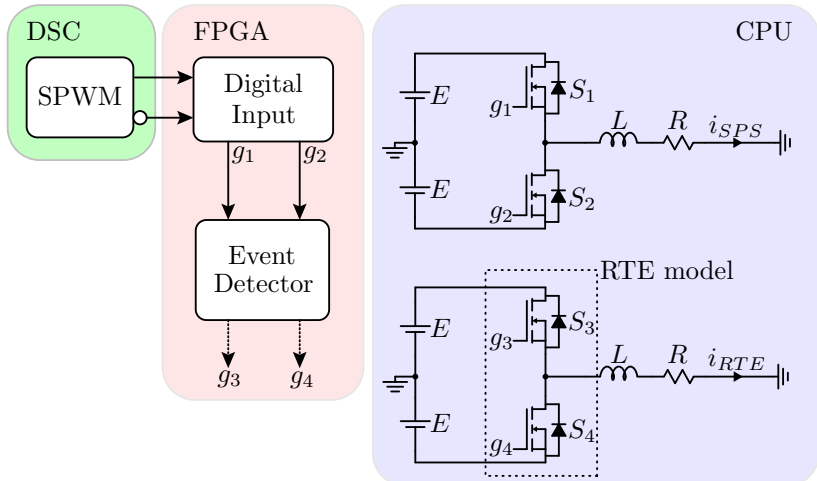 DSC
FPGA
CPU
SPWM
Digital
Input
g1
g2
Event
Detector
g3
g4
E
g1
S1
L
R
iSPS
E
g2
S2
RTE model
E
g3
S3
L
R
iRTE
E
g4
S4